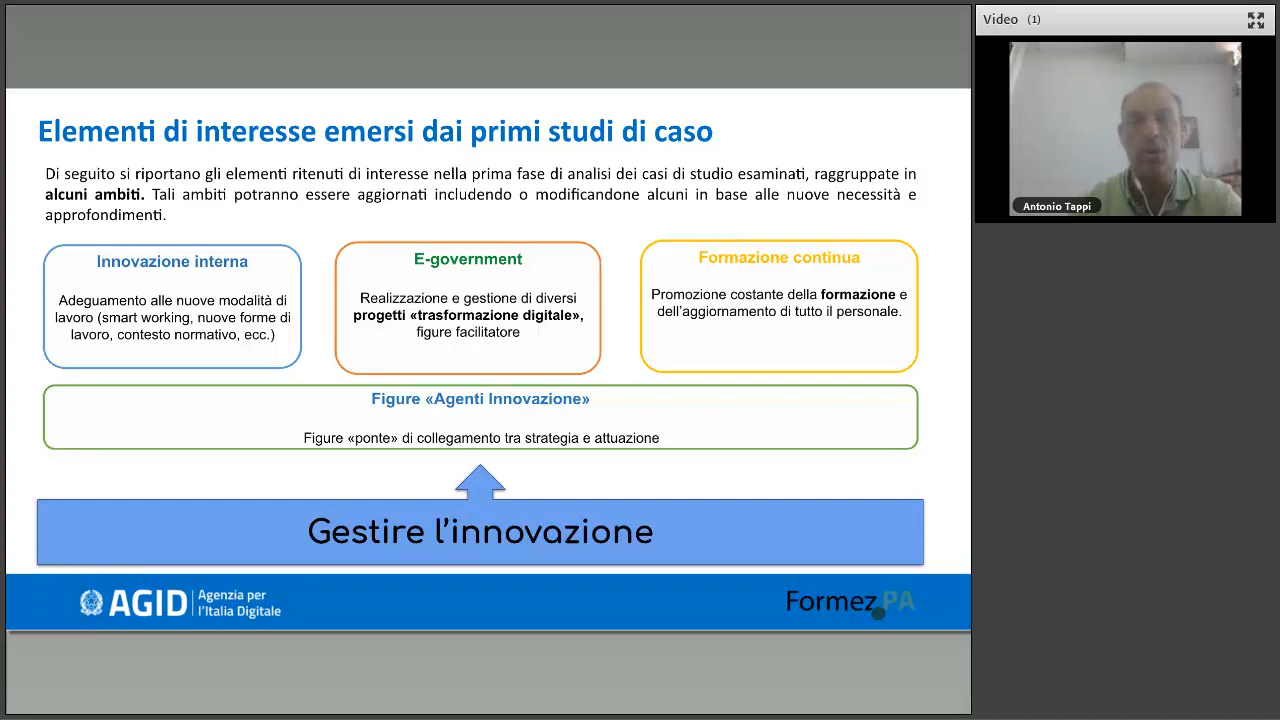 Elementi di interesse emersi dai primi studi di caso
Di seguito si riportano gli elementi ritenuti di interesse nella prima fase di analisi dei casi di studio esaminati, raggruppate in
alcuni ambiti. Tali ambiti potranno essere aggiornati includendo o modificandone alcuni in base alle nuove necessità e
approfondimenti.
Innovazione interna
Adeguamento alle nuove modalità di
lavoro (smart working, nuove forme di
lavoro, contesto normativo, ecc.)
E-government
Realizzazione e gestione di diversi
progetti «trasformazione digitale»,
figure facilitatore
Formazione continua
Promozione costante della formazione e
dell'aggiornamento di tutto il personale.
Figure «Agenti Innovazione»
Figure «ponte» di collegamento tra strategia e attuazione
Gestire l'innovazione
AGID
Agenzia per
l'Italia Digitale
Formez PA
Video (1)
Antonio Tappi